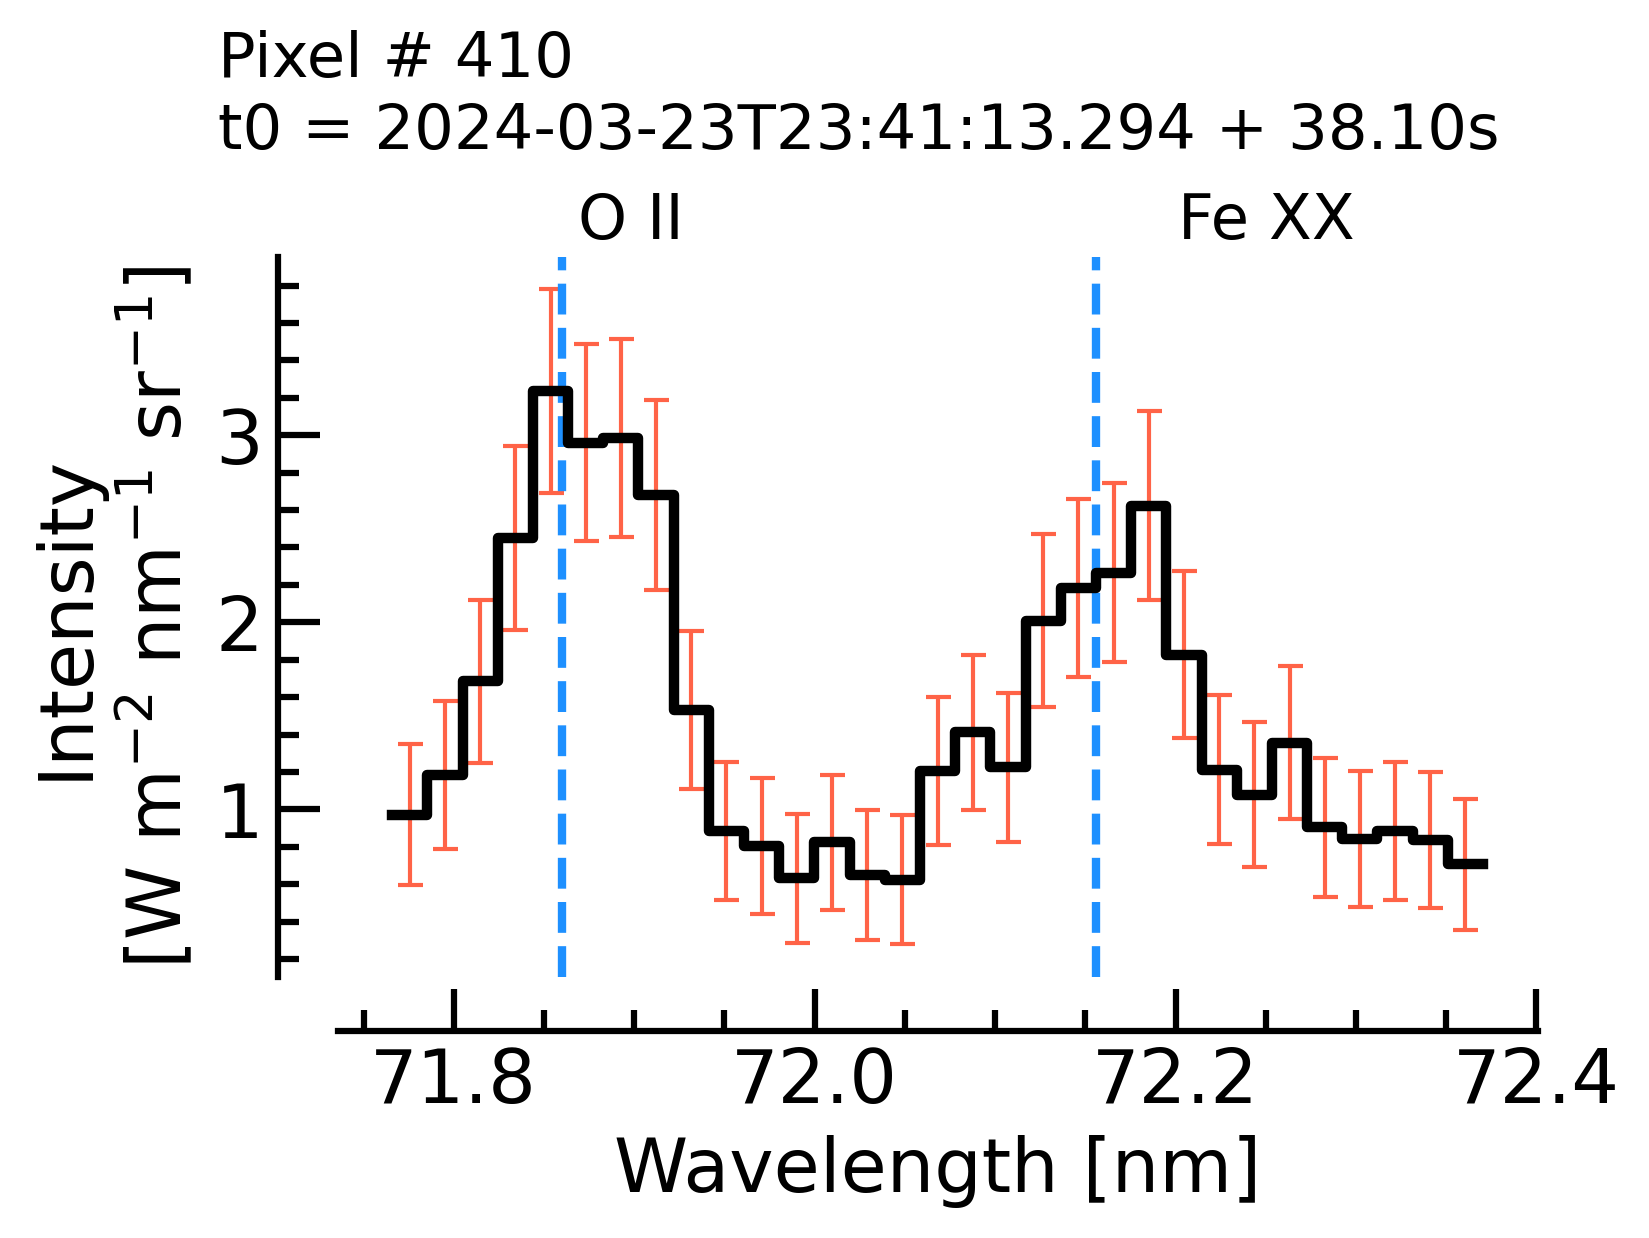 Pixel # 410
t0 = 2024-03-23T23:41:13.294 + 38.10s
O II Fe XX
Intensity
[W m⁻² nm⁻¹ sr⁻¹]
3
2
1
71.8 72.0 72.2 72.4
Wavelength [nm]